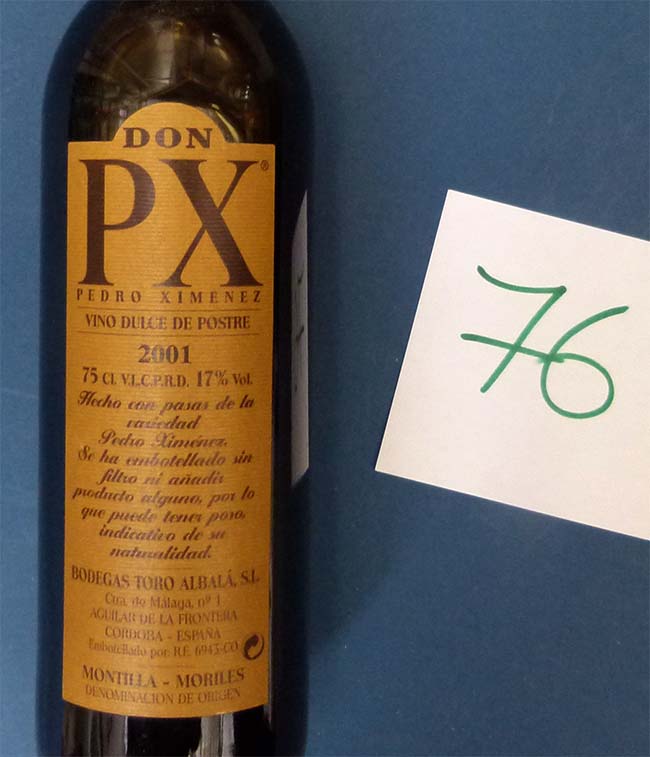 DON
PX®
PEDRO XIMENEZ
VINO DULCE DE POSTRE
2001
75 Cl. V.L.C.P.R.D. 17% Vol.
Hecho con pasas de la
variedad
Pedro Ximénez.
Se ha embotellado sin
filtro ni añadir
producto alguno, por lo
que puede tener poso,
indicativo de su
naturalidad.
BODEGAS TORO ALBALÁ, S.L.
Ctra. de Málaga, nº 1
AGUILAR DE LA FRONTERA
CÓRDOBA - ESPAÑA
Embotellado por: R.E. 6943-CO
MONTILLA - MORILES
DENOMINACION DE ORIGEN
76